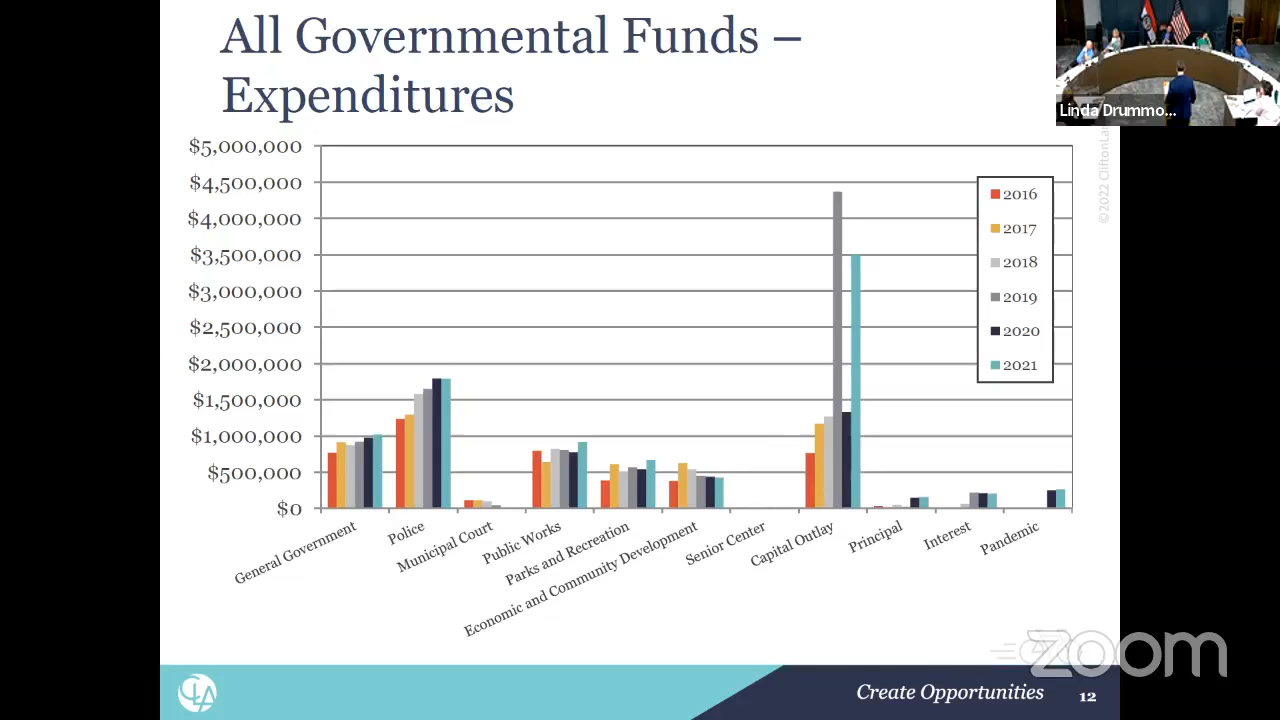 All Governmental Funds –
Expenditures
Linda Drummo...
©2022 CliftonLar
$5,000,000
$4,500,000
$4,000,000
$3,500,000
$3,000,000
$2,500,000
$2,000,000
$1,500,000
$1,000,000
$500,000
$0
2016
2017
2018
2019
2020
2021
General Government
Police
Municipal Court
Public Works
Parks and Recreation
Economic and Community Development
Senior Center
Capital Outlay
Principal
Interest
Pandemic
zoom
CLA
Create Opportunities
12